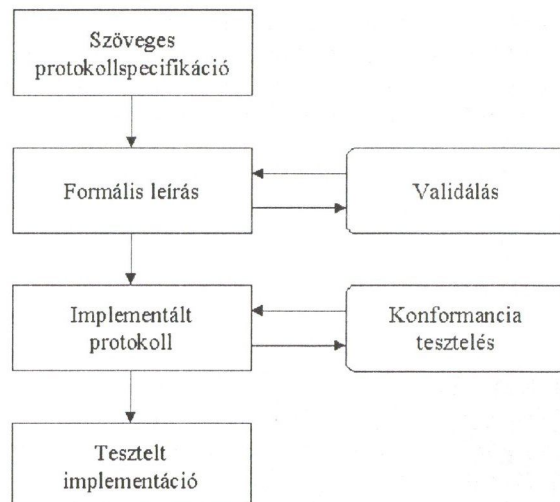 Szöveges
protokollspecifikáció
Formális leírás
Validálás
Implementált
protokoll
Konformancia
tesztelés
Tesztelt
implementáció